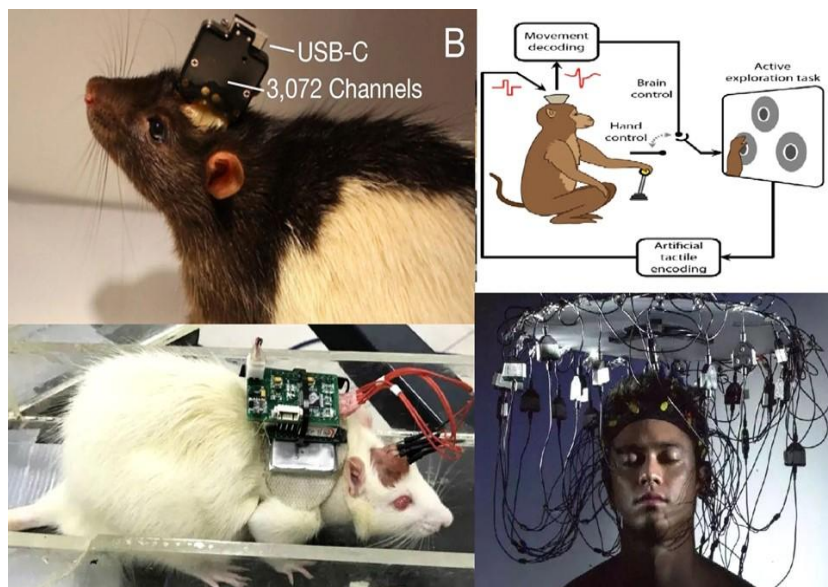 USB-C
B
3,072 Channels
Movement
decoding
Brain
control
Hand
control
Active
exploration task
Artificial
tactile
encoding